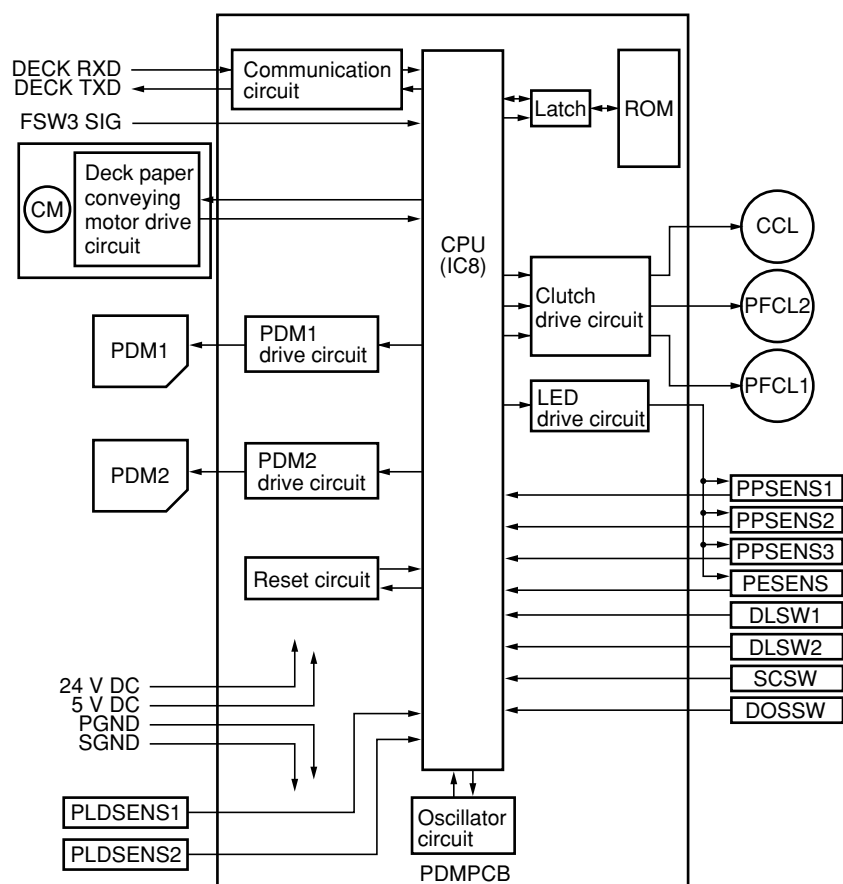 DECK RXD
DECK TXD
FSW3 SIG
Communication
circuit
Latch
ROM
CM
Deck paper
conveying
motor drive
circuit
CPU
(IC8)
Clutch
drive circuit
CCL
PFCL2
PFCL1
PDM1
PDM1
drive circuit
LED
drive circuit
PDM2
PDM2
drive circuit
Reset circuit
PPSENS1
PPSENS2
PPSENS3
PESENS
DLSW1
DLSW2
SCSW
DOSSW
24 V DC
5 V DC
PGND
SGND
PLDSENS1
PLDSENS2
Oscillator
circuit
PDMPCB